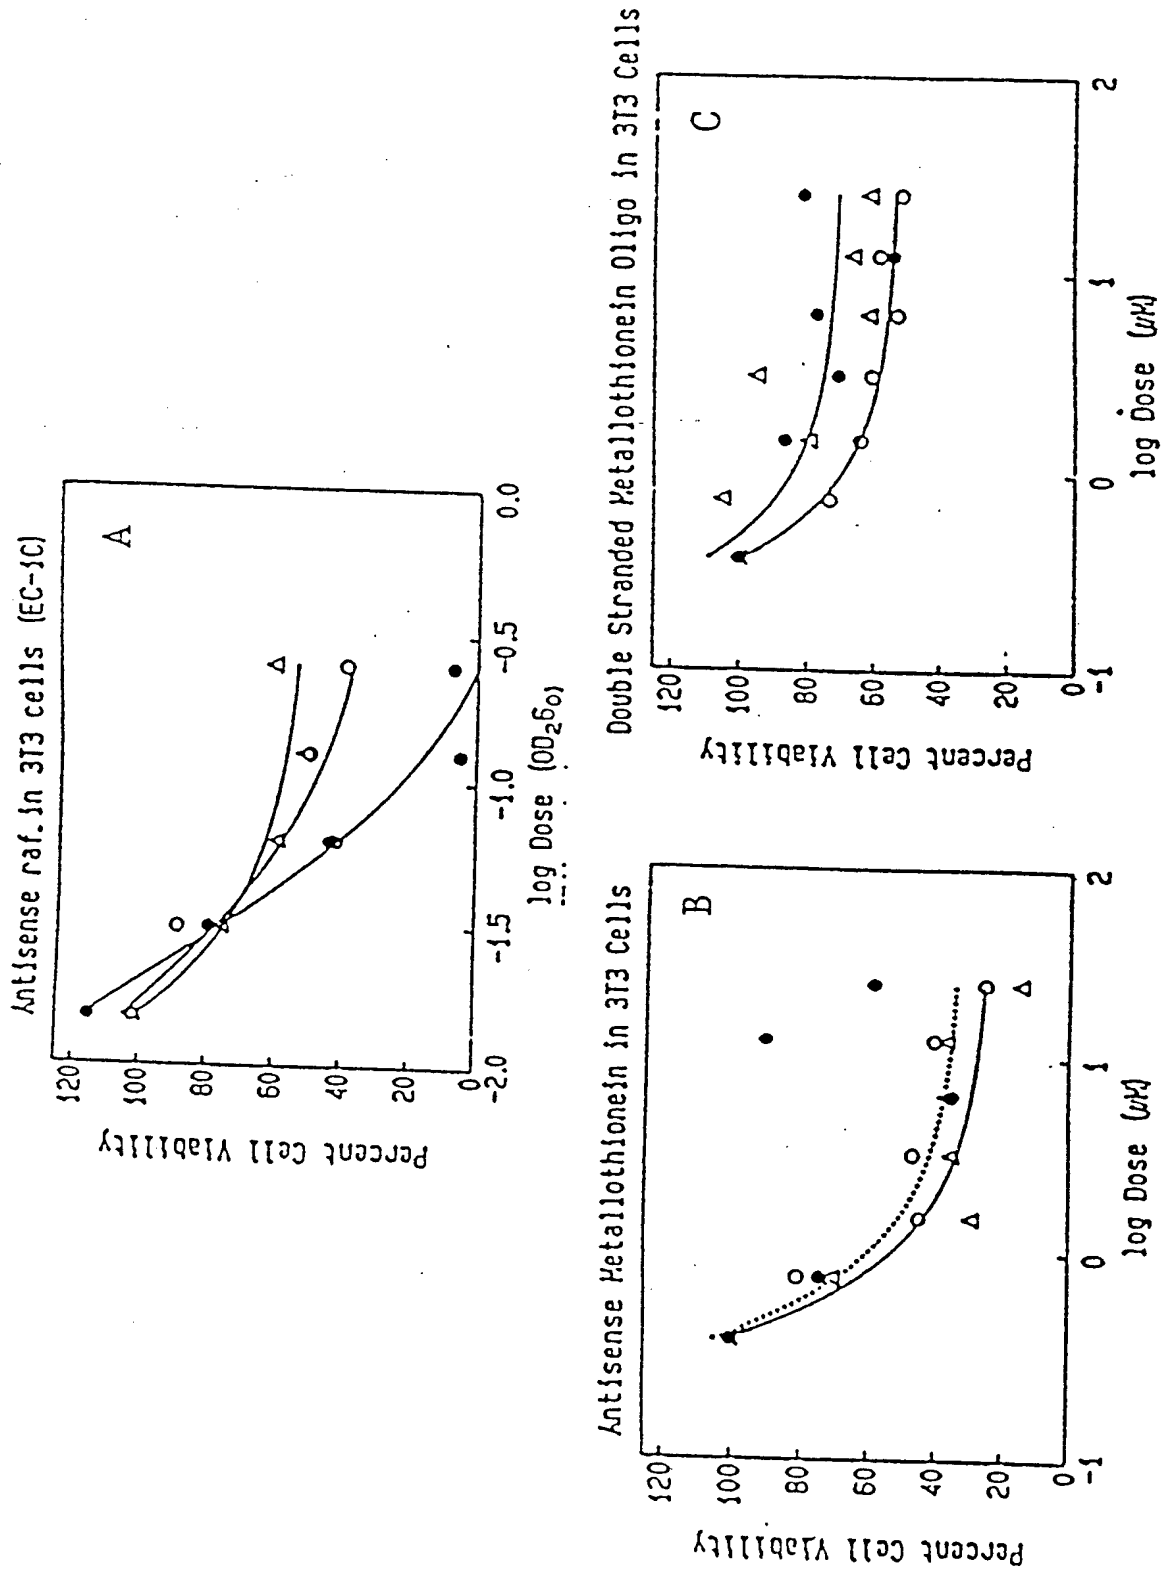 Antisense raf. in 3T3 cells (EC-1C)
A
Percent Cell Viability
120
100
80
60
40
20
0
-2.0
-1.5
-1.0
-0.5
0.0
log Dose (OD260)
Antisense Metallothionein in 3T3 Cells
B
Percent Cell Viability
120
100
80
60
40
20
0
-1
0
1
2
log Dose (µM)
Double Stranded Metallothionein Oligo in 3T3 Cells
C
Percent Cell Viability
120
100
80
60
40
20
0
-1
0
1
2
log Dose (µM)